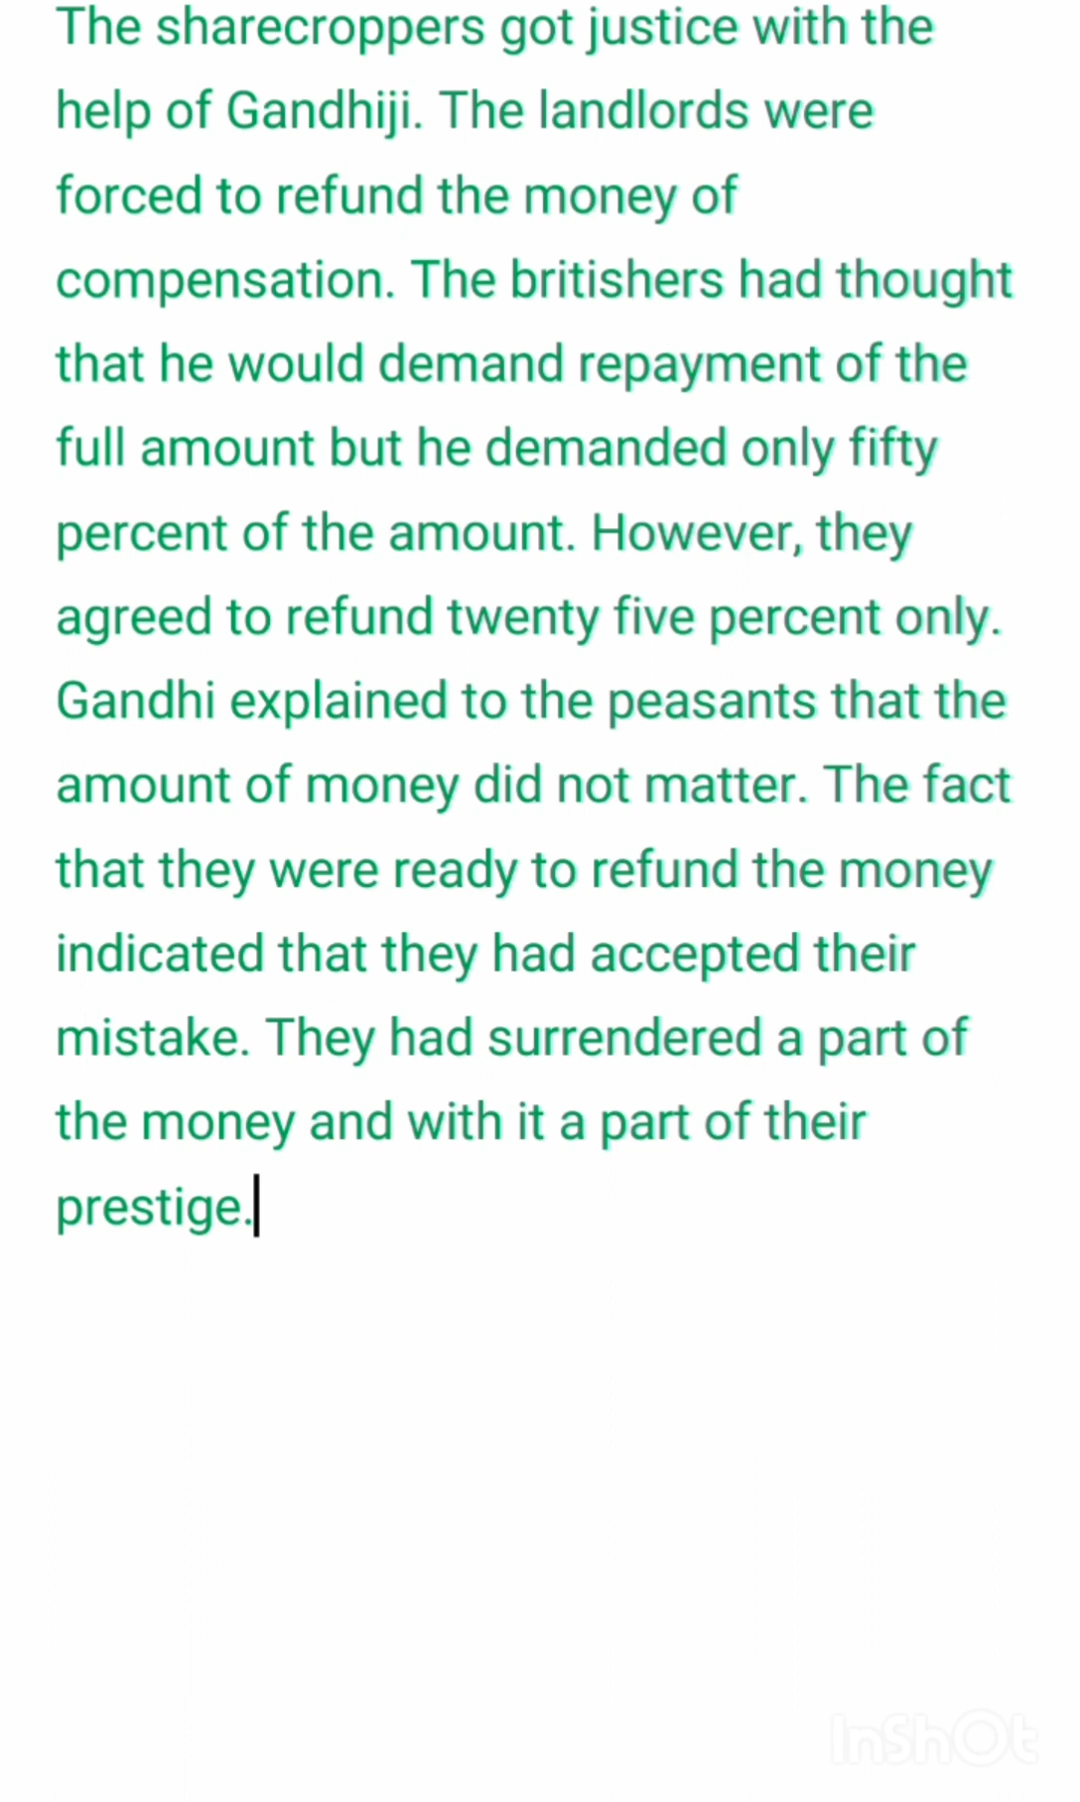 The sharecroppers got justice with the
help of Gandhiji. The landlords were
forced to refund the money of
compensation. The britishers had thought
that he would demand repayment of the
full amount but he demanded only fifty
percent of the amount. However, they
agreed to refund twenty five percent only.
Gandhi explained to the peasants that the
amount of money did not matter. The fact
that they were ready to refund the money
indicated that they had accepted their
mistake. They had surrendered a part of
the money and with it a part of their
prestige.
InShOt